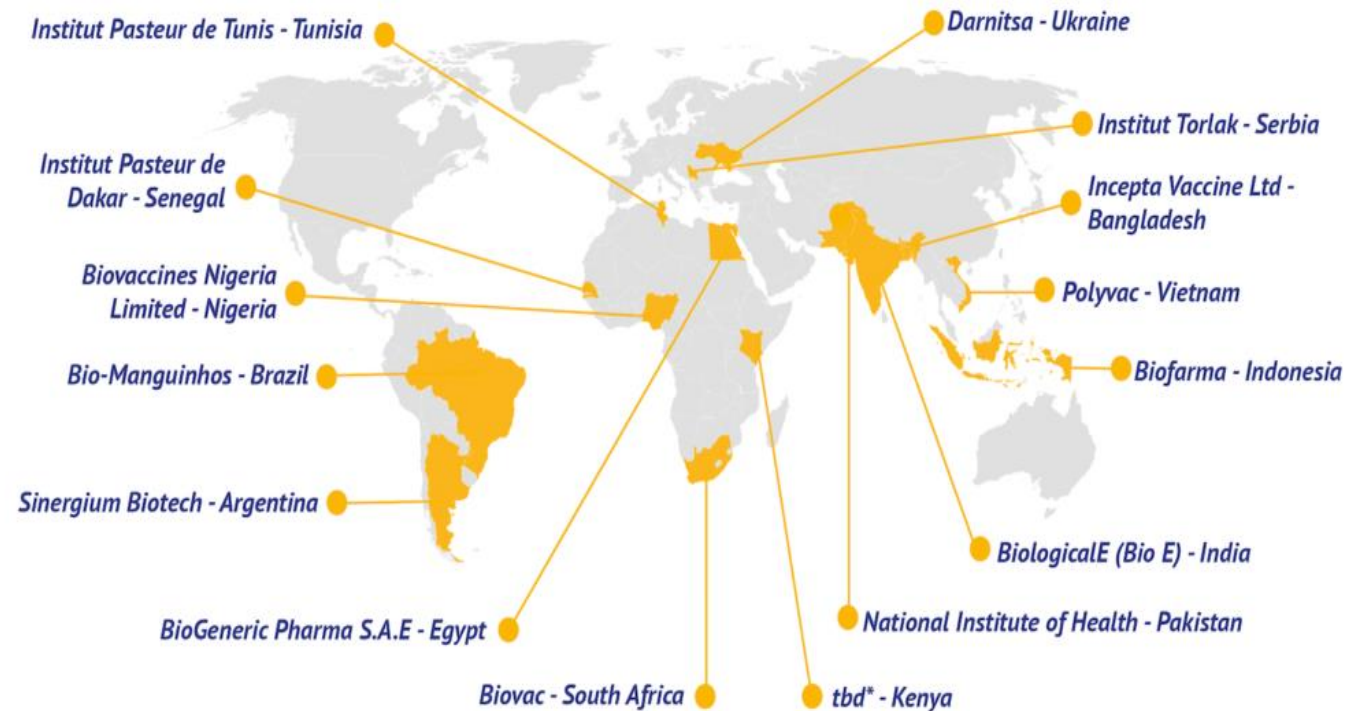 Institut Pasteur de Tunis - Tunisia
Darnitsa - Ukraine
Institut Torlak - Serbia
Institut Pasteur de
Dakar - Senegal
Incepta Vaccine Ltd -
Bangladesh
Biovaccines Nigeria
Limited - Nigeria
Polyvac - Vietnam
Bio-Manguinhos - Brazil
Biofarma - Indonesia
Sinergium Biotech - Argentina
BiologicalE (Bio E) - India
BioGeneric Pharma S.A.E - Egypt
National Institute of Health - Pakistan
Biovac - South Africa
tbd* - Kenya